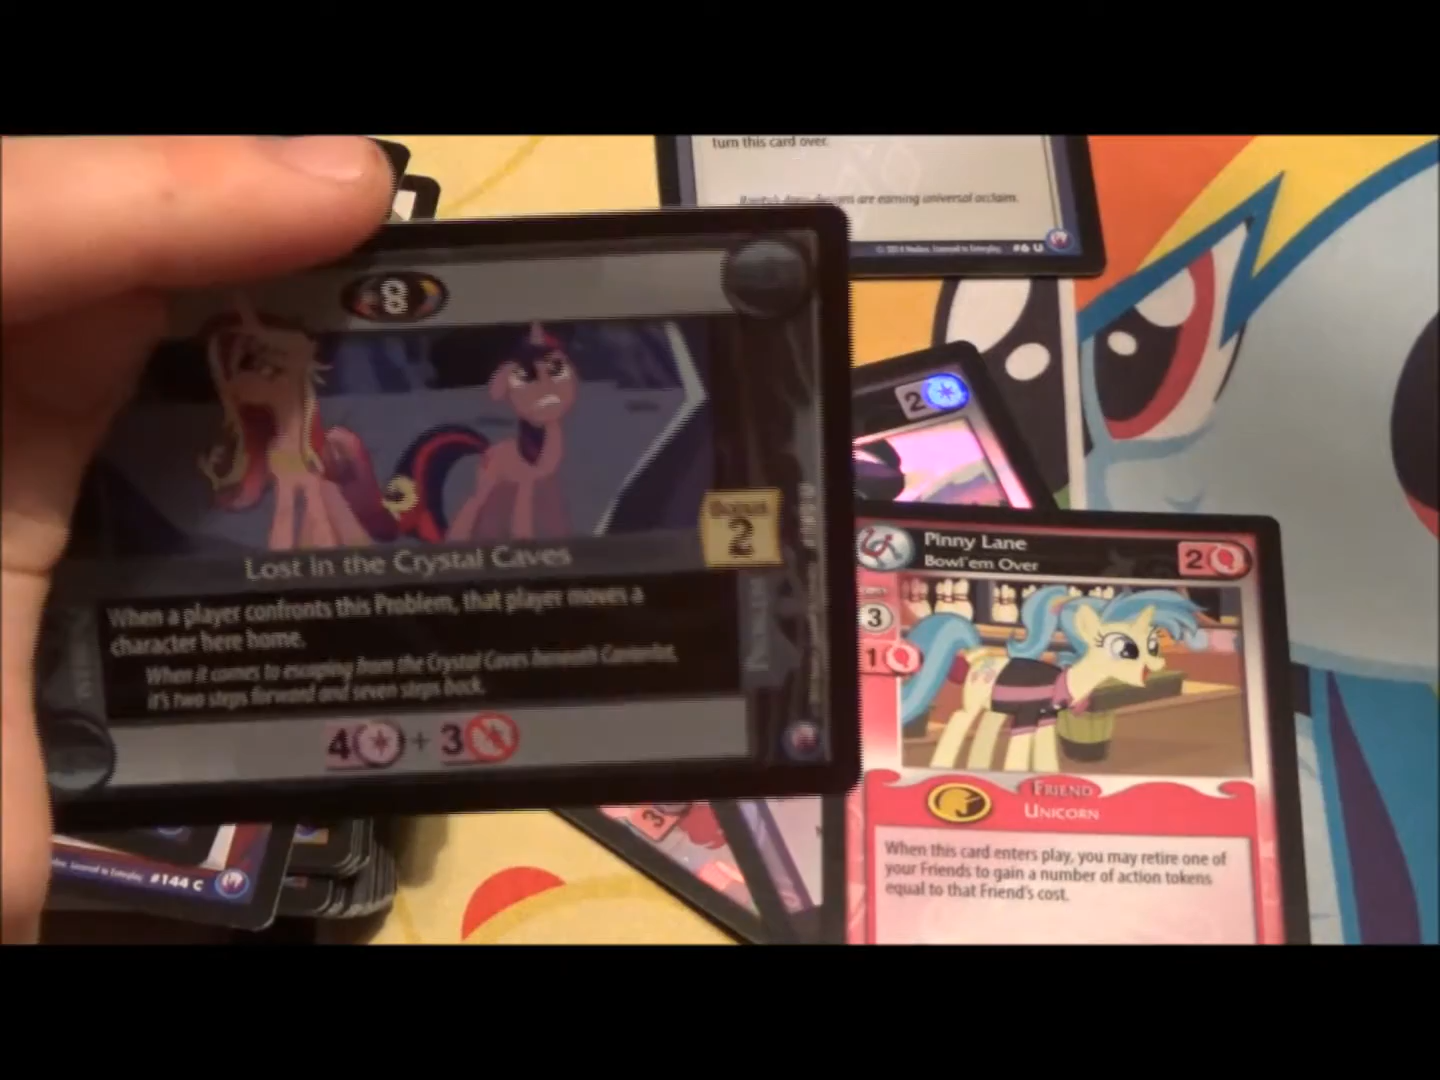 turn this card over.
designs are earning universal acclaim.
#6 U
2
Lost in the Crystal Caves
Bonus
2
When a player confronts this Problem, that player moves a
character here home.
When it comes to escaping from the Crystal Caves beneath Canterlot,
it's two steps forward and seven steps back.
4 + 3
Pinny Lane
Bowl'em Over
2
3
1
FRIEND
UNICORN
When this card enters play, you may retire one of
your Friends to gain a number of action tokens
equal to that Friend's cost.
3
#144 C